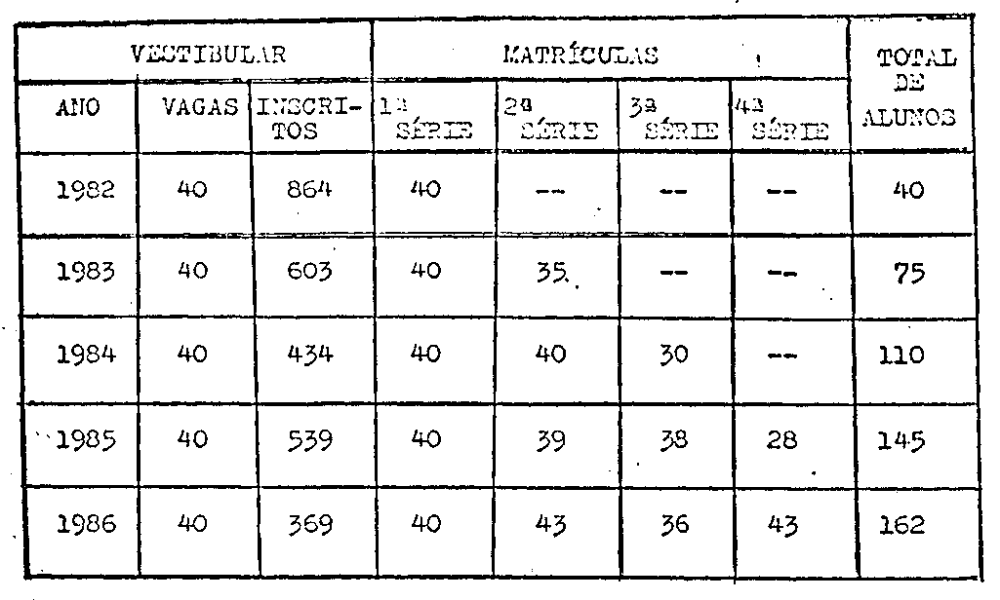 VESTIBULAR MATRÍCULAS TOTAL DE ALUNOS
ANO VAGAS INSCRI-TOS 1ª SÉRIE 2ª SÉRIE 3ª SÉRIE 4ª SÉRIE
1982 40 864 40 -- -- -- 40
1983 40 603 40 35 -- -- 75
1984 40 434 40 40 30 -- 110
1985 40 539 40 39 38 28 145
1986 40 369 40 43 36 43 162